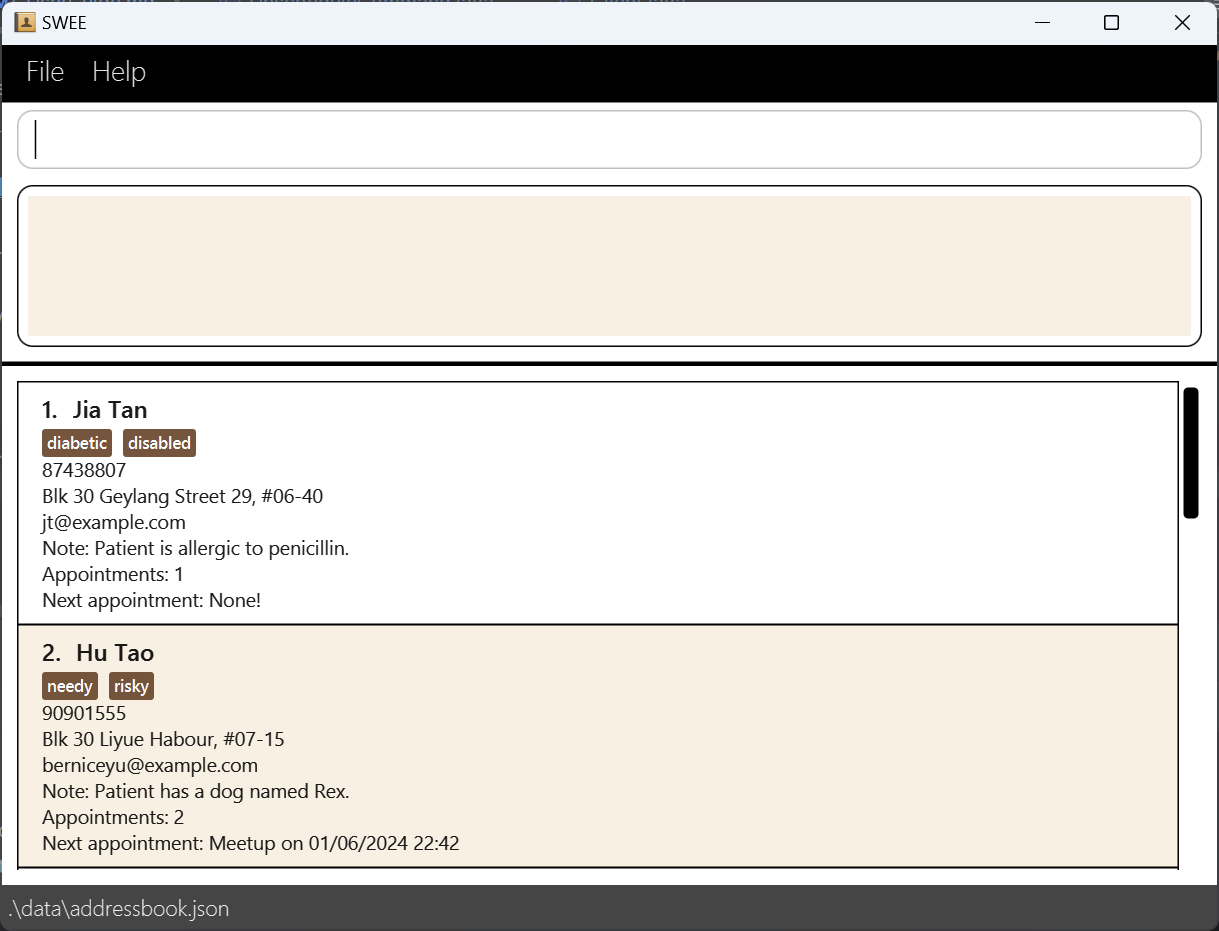 SWEE
File Help
1. Jia Tan
diabetic disabled
87438807
Blk 30 Geylang Street 29, #06-40
jt@example.com
Note: Patient is allergic to penicillin.
Appointments: 1
Next appointment: None!
2. Hu Tao
needy risky
90901555
Blk 30 Liyue Habour, #07-15
berniceyu@example.com
Note: Patient has a dog named Rex.
Appointments: 2
Next appointment: Meetup on 01/06/2024 22:42
.\data\addressbook.json